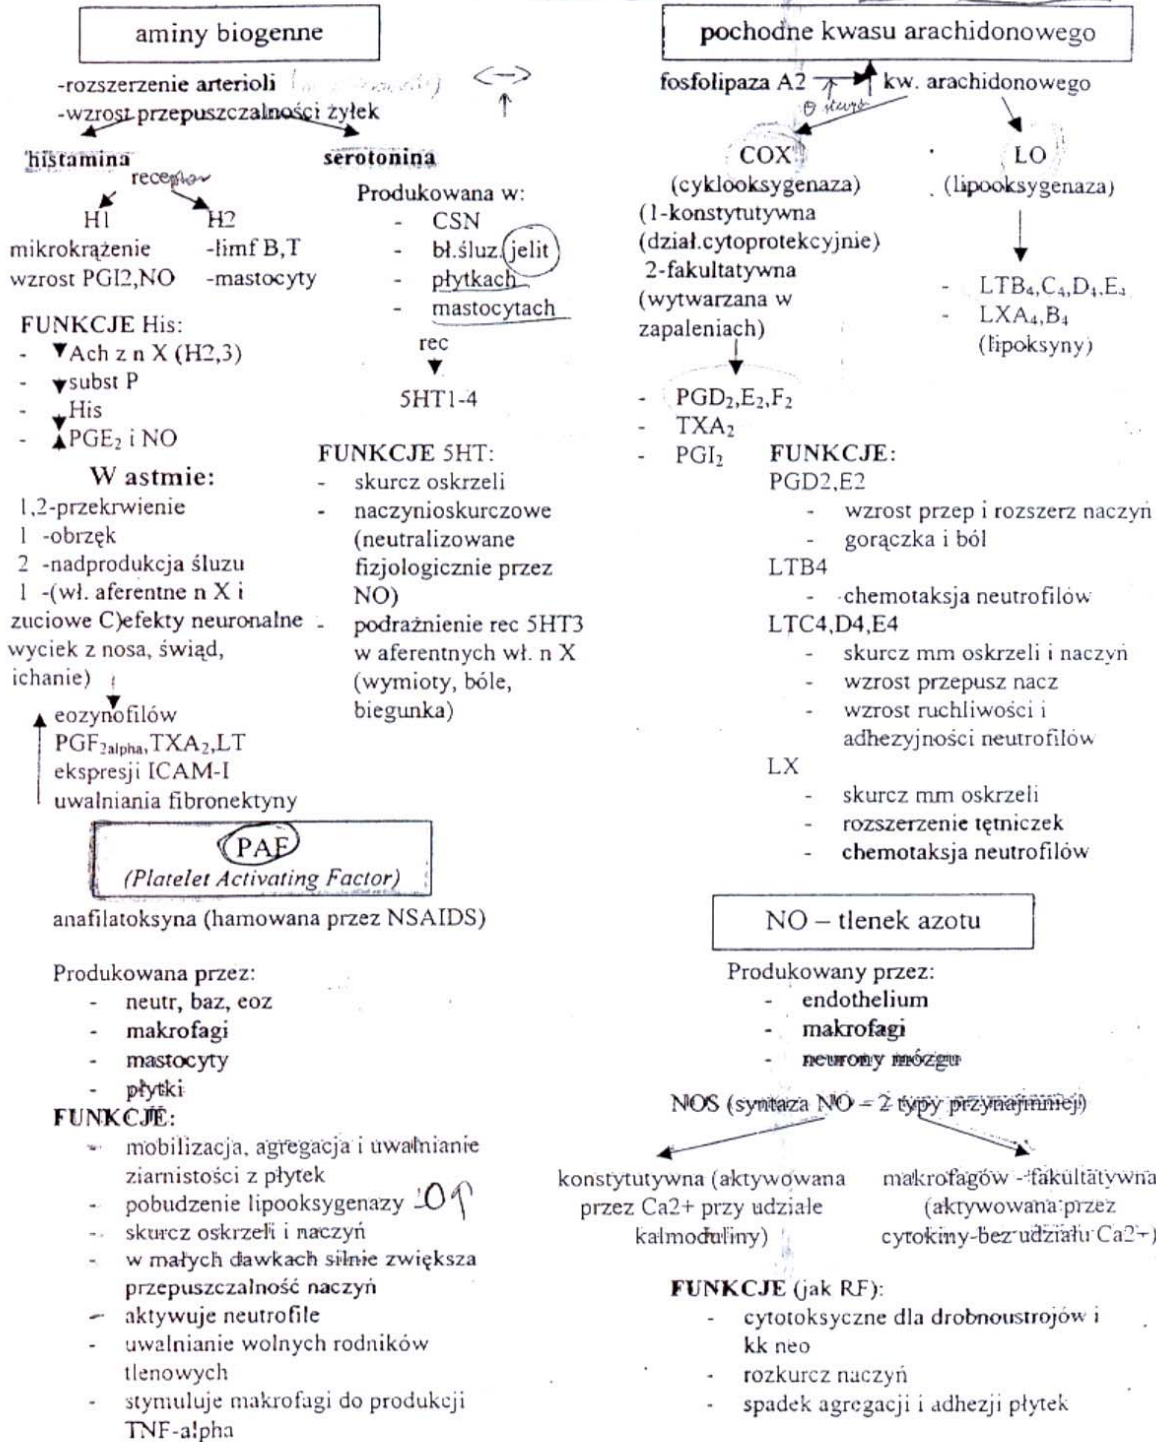 aminy biogenne
-rozszerzenie arterioli
-wzrost przepuszczalności żyłek
histamina
serotonina
receptor
H1
H2
mikrokrążenie
-limf B,T
wzrost PGI2,NO
-mastocyty
FUNKCJE His:
- ▼Ach z n X (H2,3)
- ▼subst P
- ▼His
- ▲PGE₂ i NO
W astmie:
1,2-przekrwienie
1 -obrzęk
2 -nadprodukcja śluzu
1 -(wł. aferentne n X i
zuciowe C)efekty neuronalne
wyciek z nosa, świąd,
ichanie)
eozynofilów
PGF₂alpha,TXA₂,LT
ekspresji ICAM-I
uwalniania fibronektyny
Produkowana w:
- CSN
- bł.śluz. jelit
- płytkach
- mastocytach
rec
5HT1-4
FUNKCJE 5HT:
- skurcz oskrzeli
- naczynioskurczowe
(neutralizowane
fizjologicznie przez
NO)
- podrażnienie rec 5HT3
w aferentnych wł. n X
(wymioty, bóle,
biegunka)
PAF
(Platelet Activating Factor)
anafilatoksyna (hamowana przez NSAIDS)
Produkowana przez:
- neutr, baz, eoz
- makrofagi
- mastocyty
- płytki
FUNKCJE:
- mobilizacja, agregacja i uwalnianie
ziarnistości z płytek
- pobudzenie lipooksygenazy LO↑
- skurcz oskrzeli i naczyń
- w małych dawkach silnie zwiększa
przepuszczalność naczyń
- aktywuje neutrofile
- uwalnianie wolnych rodników
tlenowych
- stymuluje makrofagi do produkcji
TNF-alpha
pochodne kwasu arachidonowego
fosfolipaza A2 → kw. arachidonowego
COX
(cyklooksygenaza)
(1-konstytutywna
(dział.cytoprotekcyjnie)
2-fakultatywna
(wytwarzana w
zapaleniach)
- PGD₂,E₂,F₂
- TXA₂
- PGI₂
LO
(lipooksygenaza)
- LTB₄,C₄,D₄,E₄
- LXA₄,B₄
(lipoksyny)
FUNKCJE:
PGD2,E2
- wzrost przep i rozszerz naczyń
- gorączka i ból
LTB4
- chemotaksja neutrofilów
LTC4,D4,E4
- skurcz mm oskrzeli i naczyń
- wzrost przepusz nacz
- wzrost ruchliwości i
adhezyjności neutrofilów
LX
- skurcz mm oskrzeli
- rozszerzenie tętniczek
- chemotaksja neutrofilów
NO – tlenek azotu
Produkowany przez:
- endothelium
- makrofagi
- neurony mózgu
NOS (syntaza NO – 2 typy przynajmniej)
konstytutywna (aktywowana
przez Ca2+ przy udziale
kalmoduliny)
makrofagów - fakultatywna
(aktywowana przez
cytokiny-bez udziału Ca2+)
FUNKCJE (jak RF):
- cytotoksyczne dla drobnoustrojów i
kk neo
- rozkurcz naczyń
- spadek agregacji i adhezji płytek